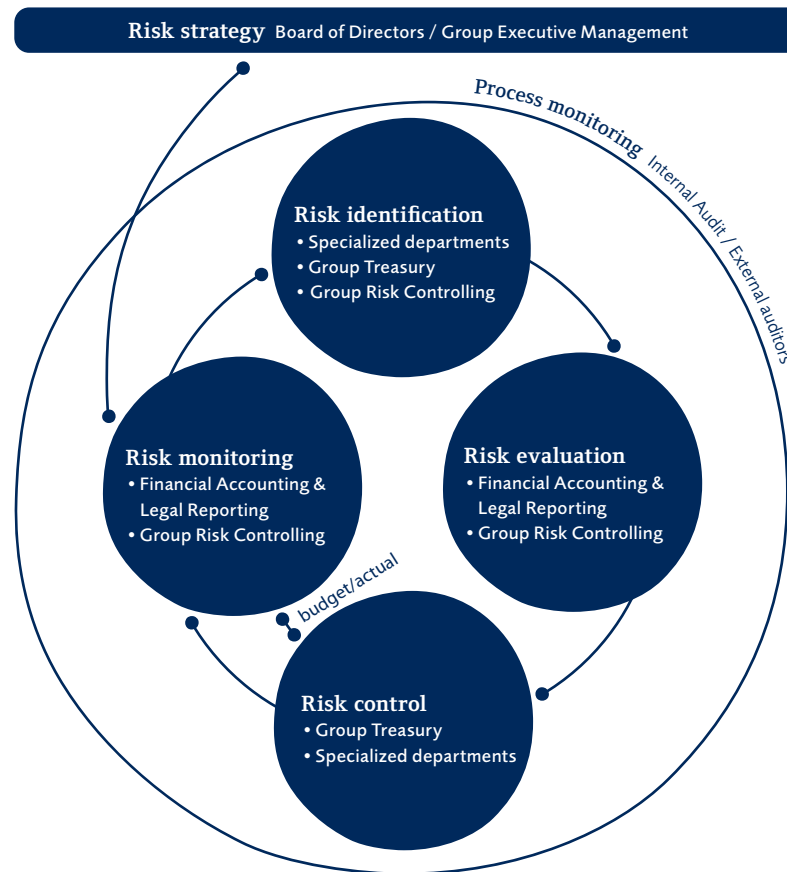 Risk strategy Board of Directors / Group Executive Management
Process monitoring Internal Audit / External auditors
Risk identification
• Specialized departments
• Group Treasury
• Group Risk Controlling
Risk monitoring
• Financial Accounting &
Legal Reporting
• Group Risk Controlling
Risk evaluation
• Financial Accounting &
Legal Reporting
• Group Risk Controlling
budget/actual
Risk control
• Group Treasury
• Specialized departments